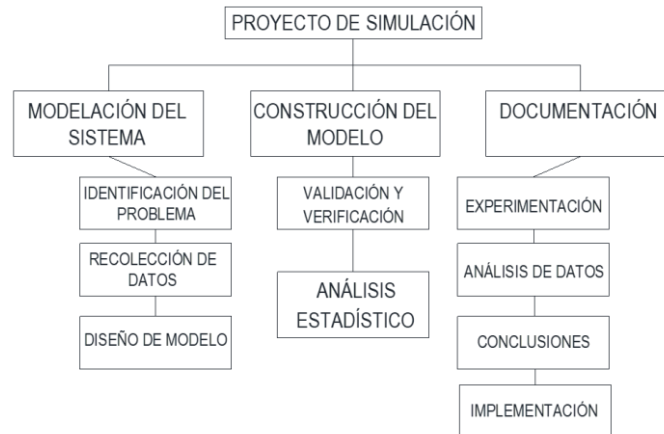 PROYECTO DE SIMULACIÓN
MODELACIÓN DEL
SISTEMA
CONSTRUCCIÓN DEL
MODELO
DOCUMENTACIÓN
IDENTIFICACIÓN DEL
PROBLEMA
RECOLECCIÓN DE
DATOS
DISEÑO DE MODELO
VALIDACIÓN Y
VERIFICACIÓN
ANÁLISIS
ESTADÍSTICO
EXPERIMENTACIÓN
ANÁLISIS DE DATOS
CONCLUSIONES
IMPLEMENTACIÓN